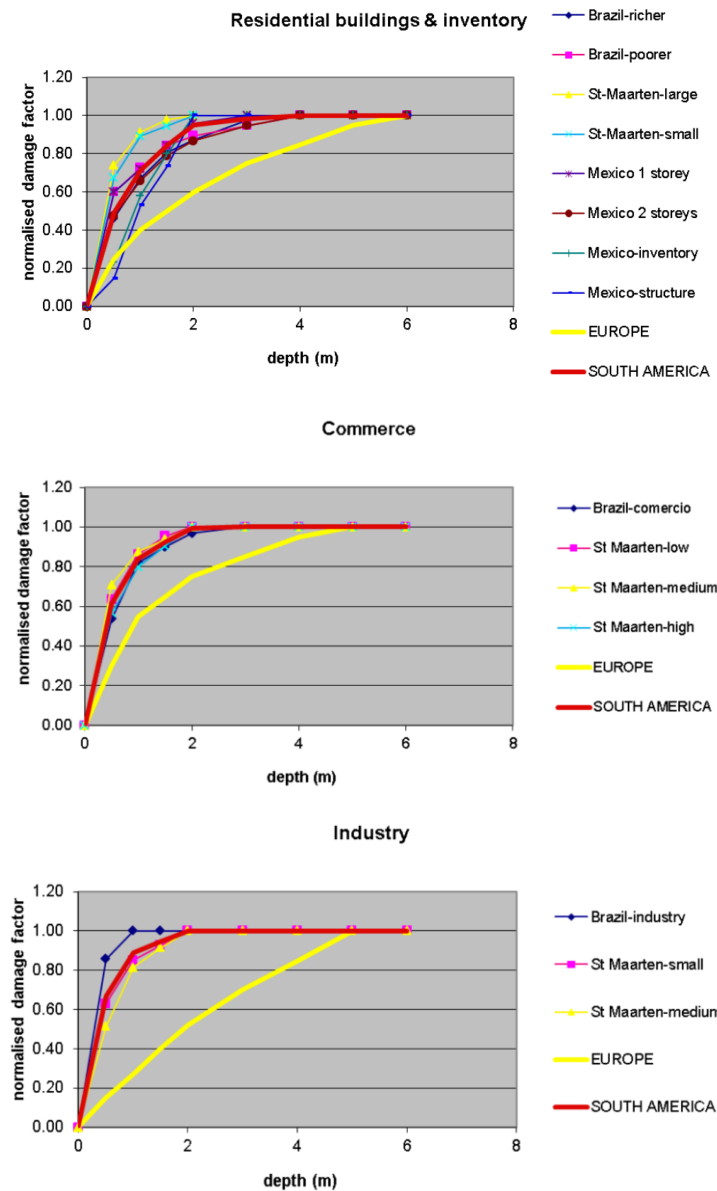 Residential buildings & inventory
normalised damage factor
1.20
1.00
0.80
0.60
0.40
0.20
0.00
0 2 4 6 8
depth (m)
Brazil-richer
Brazil-poorer
St-Maarten-large
St-Maarten-small
Mexico 1 storey
Mexico 2 storeys
Mexico-inventory
Mexico-structure
EUROPE
SOUTH AMERICA
Commerce
normalised damage factor
1.20
1.00
0.80
0.60
0.40
0.20
0.00
0 2 4 6 8
depth (m)
Brazil-comercio
St Maarten-low
St Maarten-medium
St Maarten-high
EUROPE
SOUTH AMERICA
Industry
normalised damage factor
1.20
1.00
0.80
0.60
0.40
0.20
0.00
0 2 4 6 8
depth (m)
Brazil-industry
St Maarten-small
St Maarten-medium
EUROPE
SOUTH AMERICA